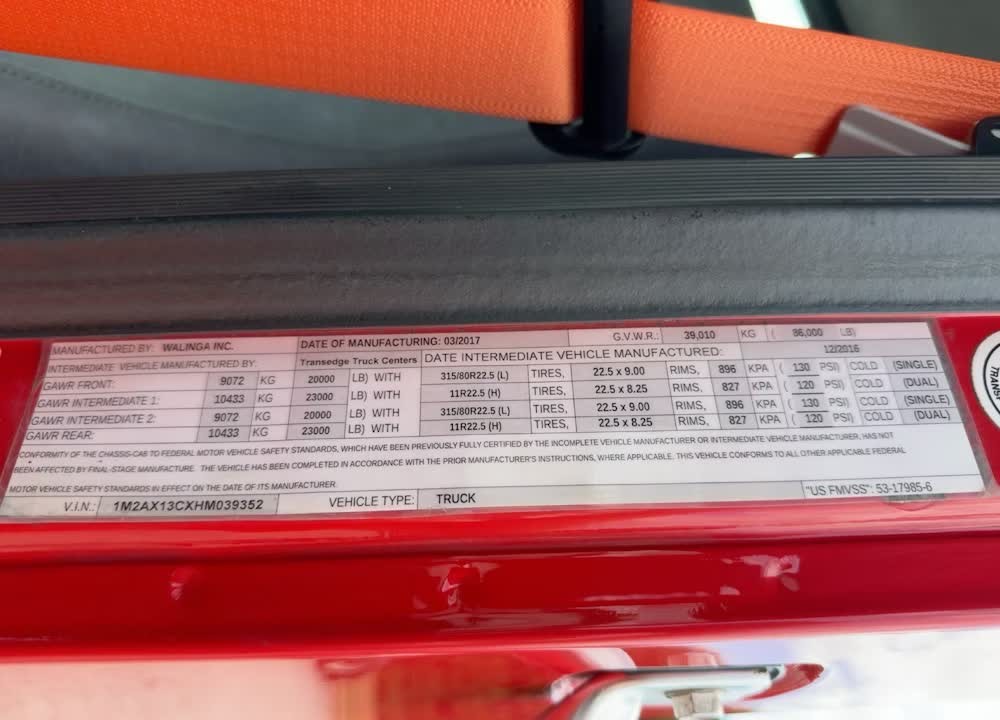 MANUFACTURED BY: WALINGA INC. DATE OF MANUFACTURING: 03/2017 G.V.W.R.: 39,010 KG ( 86,000 LB)
INTERMEDIATE VEHICLE MANUFACTURED BY: Transedge Truck Centers DATE INTERMEDIATE VEHICLE MANUFACTURED: 12/2016
GAWR FRONT: 9072 KG 20000 LB) WITH 315/80R22.5 (L) TIRES, 22.5 x 9.00 RIMS, 896 KPA ( 130 PSI) COLD (SINGLE)
GAWR INTERMEDIATE 1: 10433 KG 23000 LB) WITH 11R22.5 (H) TIRES, 22.5 x 8.25 RIMS, 827 KPA ( 120 PSI) COLD (DUAL)
GAWR INTERMEDIATE 2: 9072 KG 20000 LB) WITH 315/80R22.5 (L) TIRES, 22.5 x 9.00 RIMS, 896 KPA ( 130 PSI) COLD (SINGLE)
GAWR REAR: 10433 KG 23000 LB) WITH 11R22.5 (H) TIRES, 22.5 x 8.25 RIMS, 827 KPA ( 120 PSI) COLD (DUAL)
CONFORMITY OF THE CHASSIS-CAB TO FEDERAL MOTOR VEHICLE SAFETY STANDARDS, WHICH HAVE BEEN PREVIOUSLY FULLY CERTIFIED BY THE INCOMPLETE VEHICLE MANUFACTURER OR INTERMEDIATE VEHICLE MANUFACTURER, HAS NOT
BEEN AFFECTED BY FINAL-STAGE MANUFACTURE. THE VEHICLE HAS BEEN COMPLETED IN ACCORDANCE WITH THE PRIOR MANUFACTURER'S INSTRUCTIONS, WHERE APPLICABLE. THIS VEHICLE CONFORMS TO ALL OTHER APPLICABLE FEDERAL
MOTOR VEHICLE SAFETY STANDARDS IN EFFECT ON THE DATE OF ITS MANUFACTURER.
V.I.N.: 1M2AX13CXHM039352 VEHICLE TYPE: TRUCK "US FMVSS": 53-17985-6